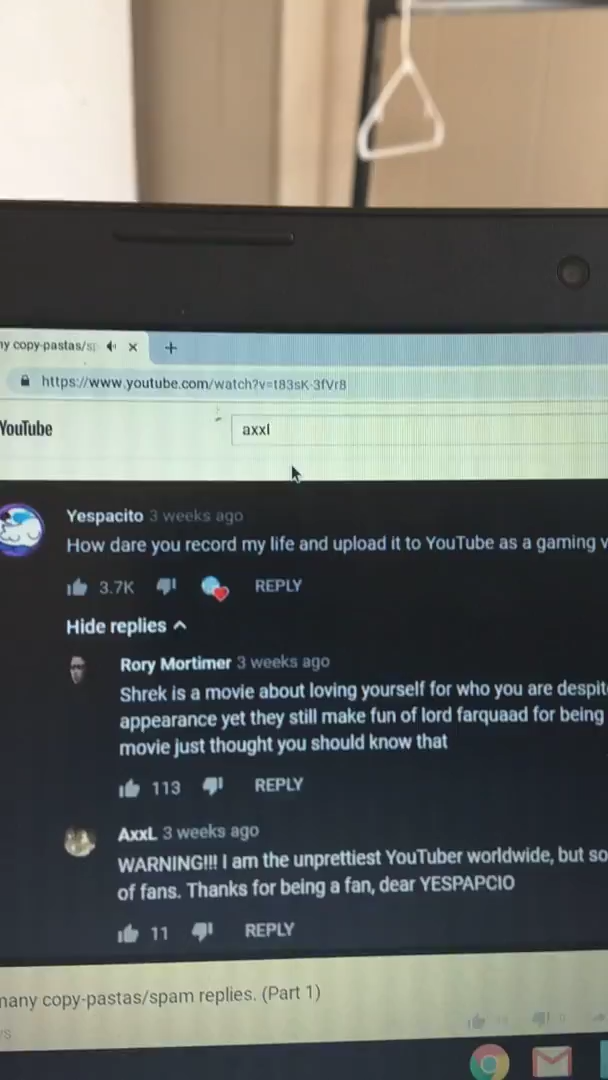 ny copy-pastas/s
https://www.youtube.com/watch?v=t83sK-3fVr8
YouTube
axxl
Yespacito 3 weeks ago
How dare you record my life and upload it to YouTube as a gaming v
3.7K REPLY
Hide replies
Rory Mortimer 3 weeks ago
Shrek is a movie about loving yourself for who you are despit
appearance yet they still make fun of lord farquaad for being
movie just thought you should know that
113 REPLY
AxxL 3 weeks ago
WARNING!!! I am the unprettiest YouTuber worldwide, but so
of fans. Thanks for being a fan, dear YESPAPCIO
11 REPLY
many copy-pastas/spam replies. (Part 1)